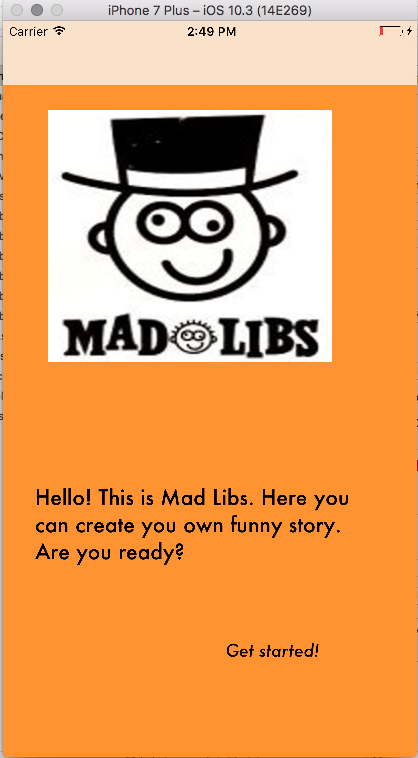 iPhone 7 Plus – iOS 10.3 (14E269)
Carrier 2:49 PM
MAD LIBS
Hello! This is Mad Libs. Here you
can create you own funny story.
Are you ready?
Get started!